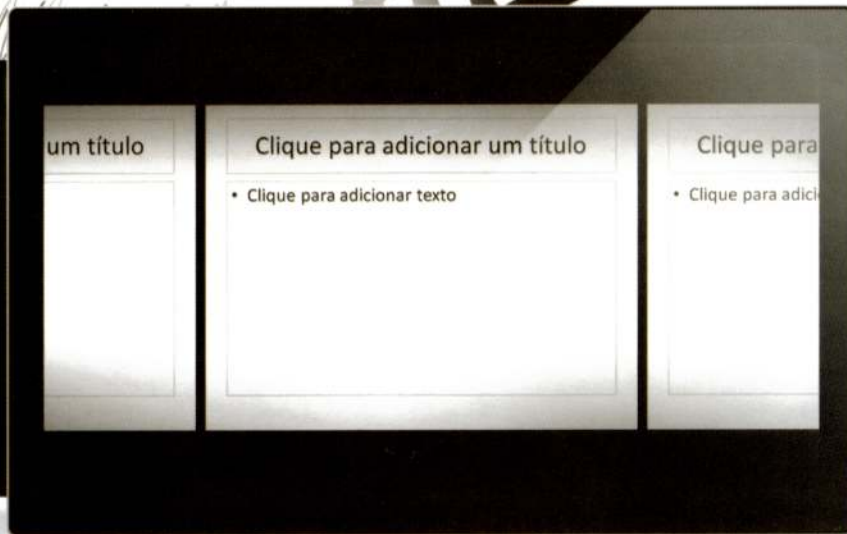 um título
Clique para adicionar um título
• Clique para adicionar texto
Clique para
• Clique para adici